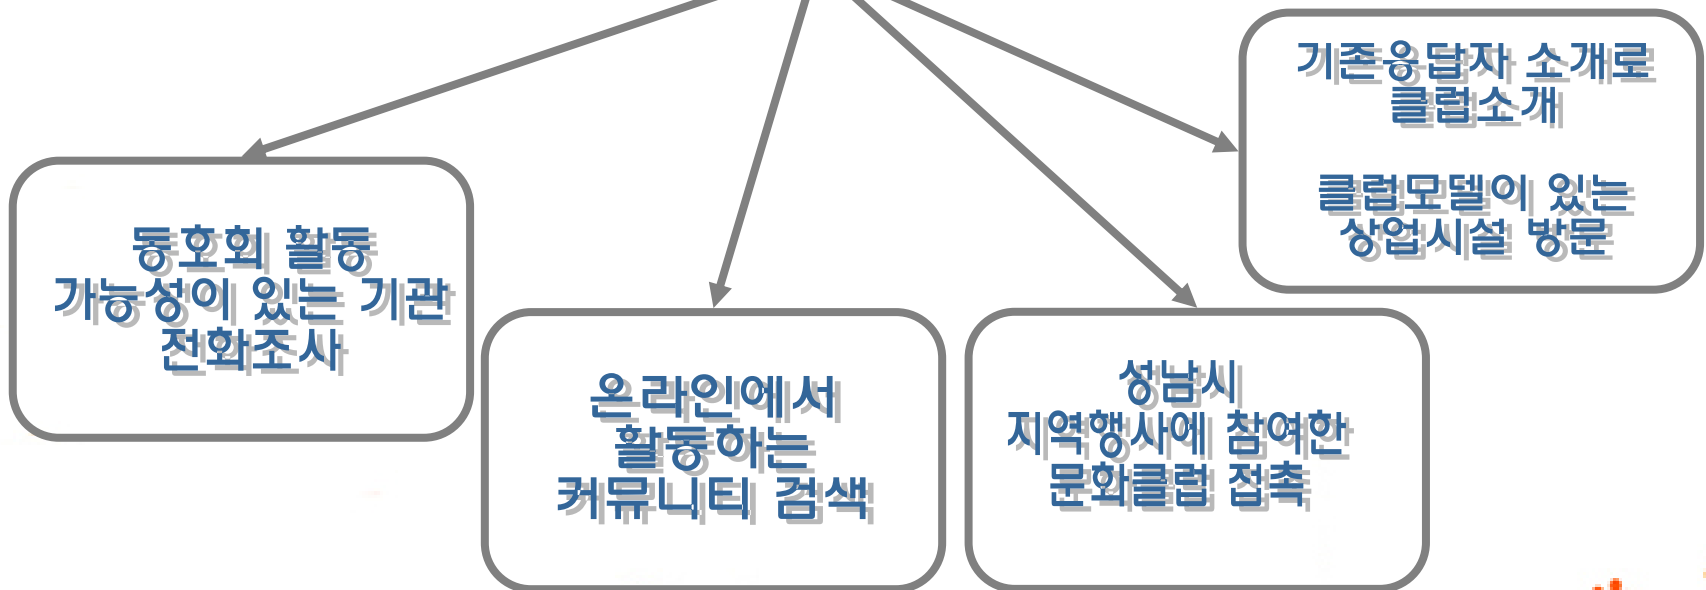 동호회 활동
가능성이 있는 기관
전화조사
온라인에서
활동하는
커뮤니티 검색
성남시
지역행사에 참여한
문화클럽 접촉
기존응답자 소개로
클럽소개
클럽모델이 있는
상업시설 방문